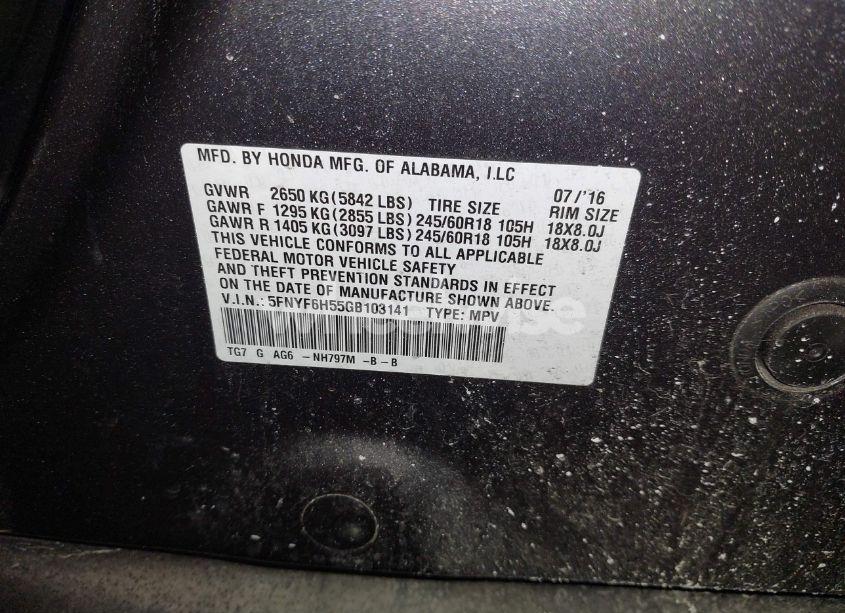 MFD. BY HONDA MFG. OF ALABAMA, LLC 07/'16
GVWR 2650 KG (5842 LBS) TIRE SIZE RIM SIZE
GAWR F 1295 KG (2855 LBS) 245/60R18 105H 18X8.0J
GAWR R 1405 KG (3097 LBS) 245/60R18 105H 18X8.0J
THIS VEHICLE CONFORMS TO ALL APPLICABLE
FEDERAL MOTOR VEHICLE SAFETY
AND THEFT PREVENTION STANDARDS IN EFFECT
ON THE DATE OF MANUFACTURE SHOWN ABOVE.
V.I.N.: 5FNYF6H55GB103141 TYPE: MPV
TG7 G AG6 -NH797M -B -B